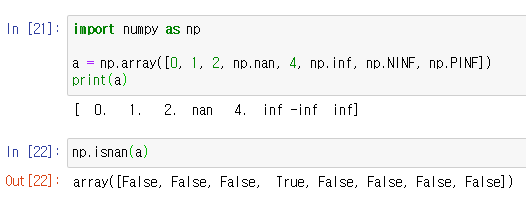 In [21]: import numpy as np
a = np.array([0, 1, 2, np.nan, 4, np.inf, np.NINF, np.PINF])
print(a)
[  0.   1.   2.  nan   4.  inf -inf  inf]
In [22]: np.isnan(a)
Out[22]: array([False, False, False,  True, False, False, False, False])